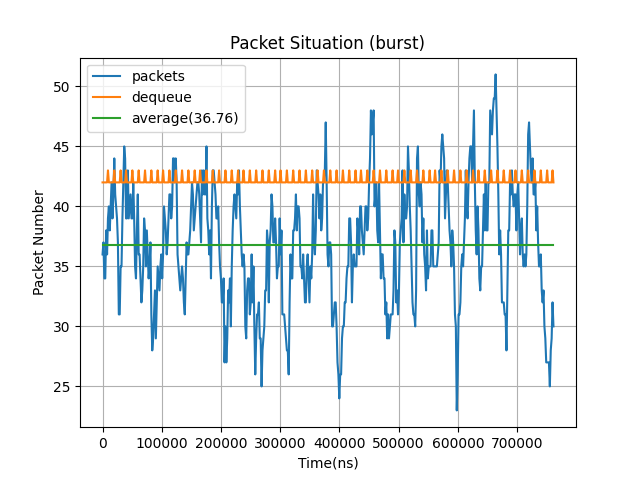 Packet Situation (burst)
packets
dequeue
average(36.76)
Packet Number
50
45
40
35
30
25
0 100000 200000 300000 400000 500000 600000 700000
Time(ns)